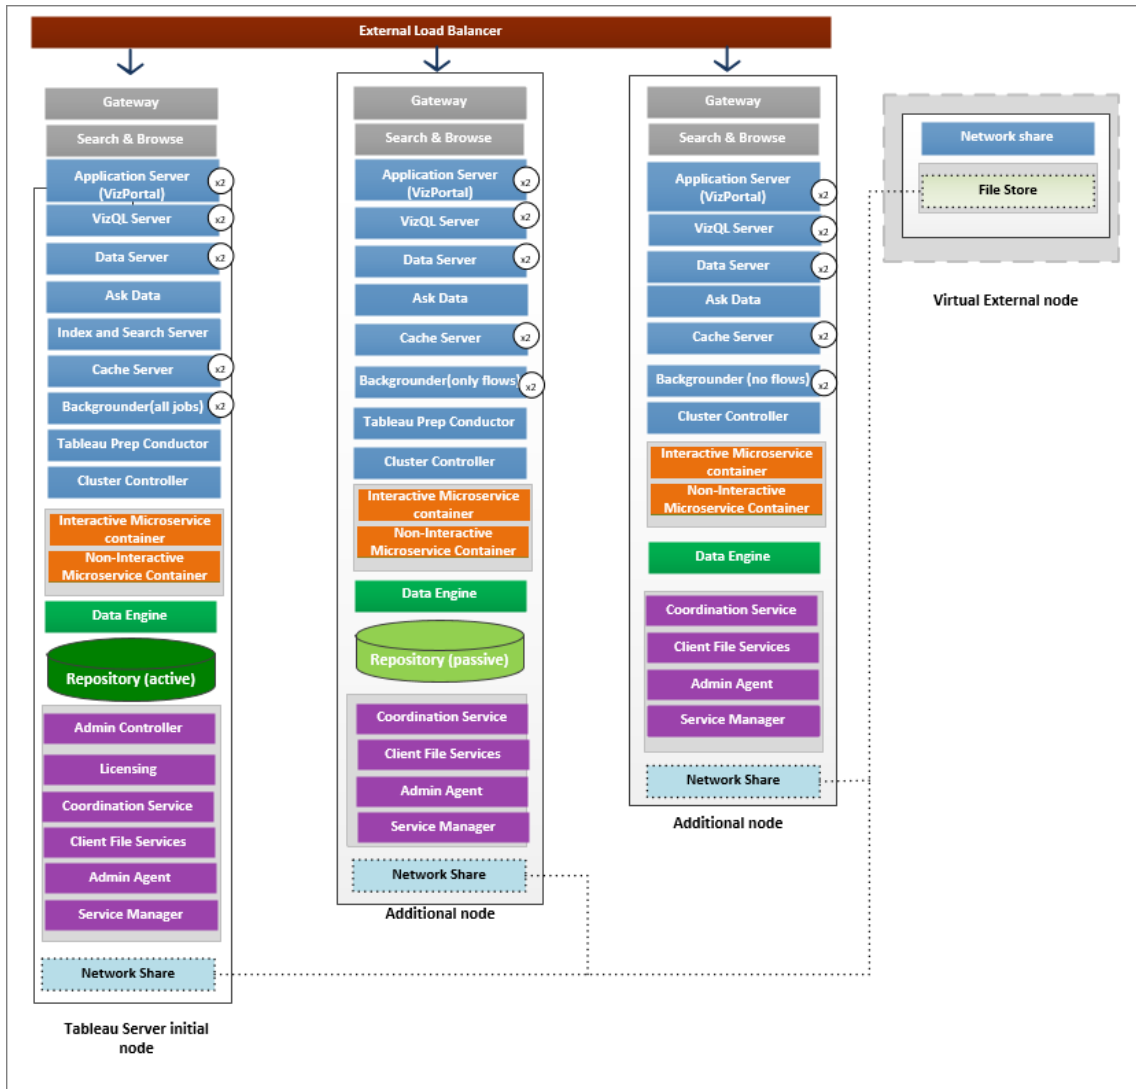 External Load Balancer
Gateway
Search & Browse
Application Server
(VizPortal)
x2
VizQL Server
x2
Data Server
x2
Ask Data
Index and Search Server
Cache Server
x2
Backgrounder(all jobs)
x2
Tableau Prep Conductor
Cluster Controller
Interactive Microservice
container
Non-Interactive
Microservice Container
Data Engine
Repository (active)
Admin Controller
Licensing
Coordination Service
Client File Services
Admin Agent
Service Manager
Network Share
Tableau Server initial
node
Gateway
Search & Browse
Application Server
(VizPortal)
x2
VizQL Server
x2
Data Server
x2
Ask Data
Cache Server
x2
Backgrounder(only flows)
x2
Tableau Prep Conductor
Cluster Controller
Interactive Microservice
container
Non-Interactive
Microservice Container
Data Engine
Repository (passive)
Coordination Service
Client File Services
Admin Agent
Service Manager
Network Share
Additional node
Gateway
Search & Browse
Application Server
(VizPortal)
x2
VizQL Server
x2
Data Server
x2
Ask Data
Cache Server
x2
Backgrounder (no flows)
x2
Cluster Controller
Interactive Microservice
container
Non-Interactive
Microservice Container
Data Engine
Coordination Service
Client File Services
Admin Agent
Service Manager
Network Share
Additional node
Network share
File Store
Virtual External node